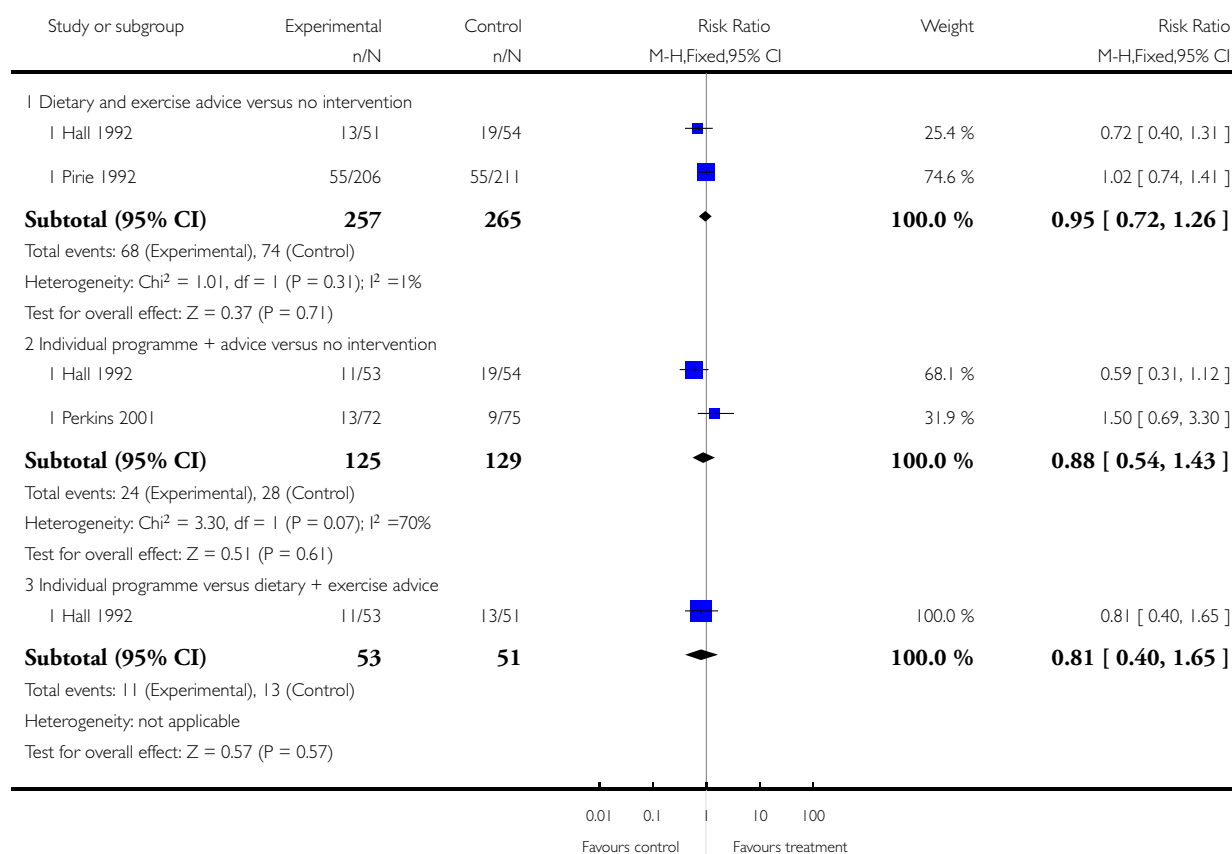 Study or subgroup Experimental Control Risk Ratio Weight Risk Ratio
n/N n/N M-H,Fixed,95% CI M-H,Fixed,95% CI
1 Dietary and exercise advice versus no intervention
1 Hall 1992 13/51 19/54 25.4 % 0.72 [ 0.40, 1.31 ]
1 Pirie 1992 55/206 55/211 74.6 % 1.02 [ 0.74, 1.41 ]
Subtotal (95% CI) 257 265 100.0 % 0.95 [ 0.72, 1.26 ]
Total events: 68 (Experimental), 74 (Control)
Heterogeneity: Chi² = 1.01, df = 1 (P = 0.31); I² =1%
Test for overall effect: Z = 0.37 (P = 0.71)
2 Individual programme + advice versus no intervention
1 Hall 1992 11/53 19/54 68.1 % 0.59 [ 0.31, 1.12 ]
1 Perkins 2001 13/72 9/75 31.9 % 1.50 [ 0.69, 3.30 ]
Subtotal (95% CI) 125 129 100.0 % 0.88 [ 0.54, 1.43 ]
Total events: 24 (Experimental), 28 (Control)
Heterogeneity: Chi² = 3.30, df = 1 (P = 0.07); I² =70%
Test for overall effect: Z = 0.51 (P = 0.61)
3 Individual programme versus dietary + exercise advice
1 Hall 1992 11/53 13/51 100.0 % 0.81 [ 0.40, 1.65 ]
Subtotal (95% CI) 53 51 100.0 % 0.81 [ 0.40, 1.65 ]
Total events: 11 (Experimental), 13 (Control)
Heterogeneity: not applicable
Test for overall effect: Z = 0.57 (P = 0.57)
0.01 0.1 1 10 100
Favours control Favours treatment